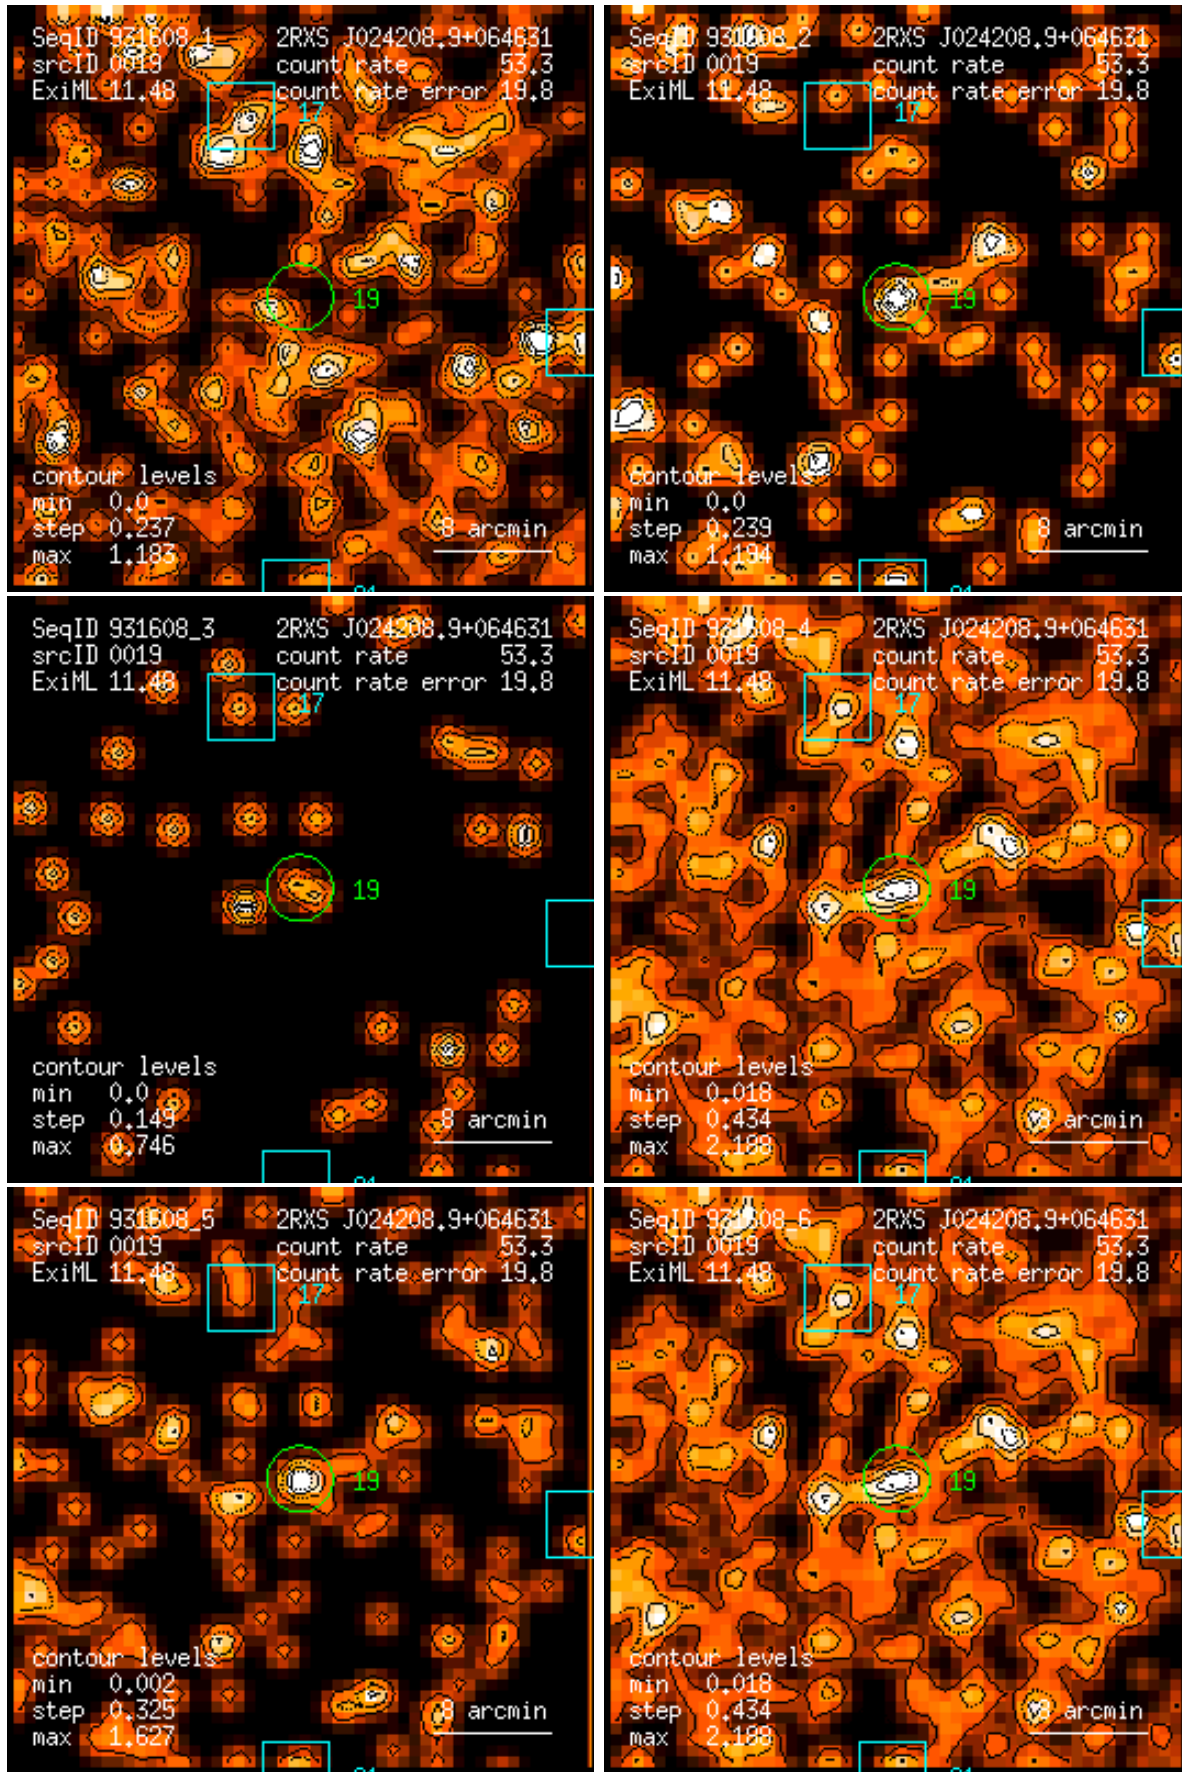 SeqID 931608_1 2RXS J024208.9+064631
srcID 0019 count rate 53.3
ExiML 11.48 count rate error 19.8
17
19
contour levels
min 0.0
step 0.237 8 arcmin
max 1.183
SeqID 931608_2 2RXS J024208.9+064631
srcID 0019 count rate 53.3
ExiML 11.48 count rate error 19.8
17
19
contour levels
min 0.0
step 0.239 8 arcmin
max 1.194
SeqID 931608_3 2RXS J024208.9+064631
srcID 0019 count rate 53.3
ExiML 11.48 count rate error 19.8
17
19
contour levels
min 0.0
step 0.149 8 arcmin
max 0.746
SeqID 931608_4 2RXS J024208.9+064631
srcID 0019 count rate 53.3
ExiML 11.48 count rate error 19.8
17
19
contour levels
min 0.018
step 0.434 8 arcmin
max 2.188
SeqID 931608_5 2RXS J024208.9+064631
srcID 0019 count rate 53.3
ExiML 11.48 count rate error 19.8
17
19
contour levels
min 0.002
step 0.325 8 arcmin
max 1.627
SeqID 931608_6 2RXS J024208.9+064631
srcID 0019 count rate 53.3
ExiML 11.48 count rate error 19.8
17
19
contour levels
min 0.018
step 0.434 8 arcmin
max 2.188